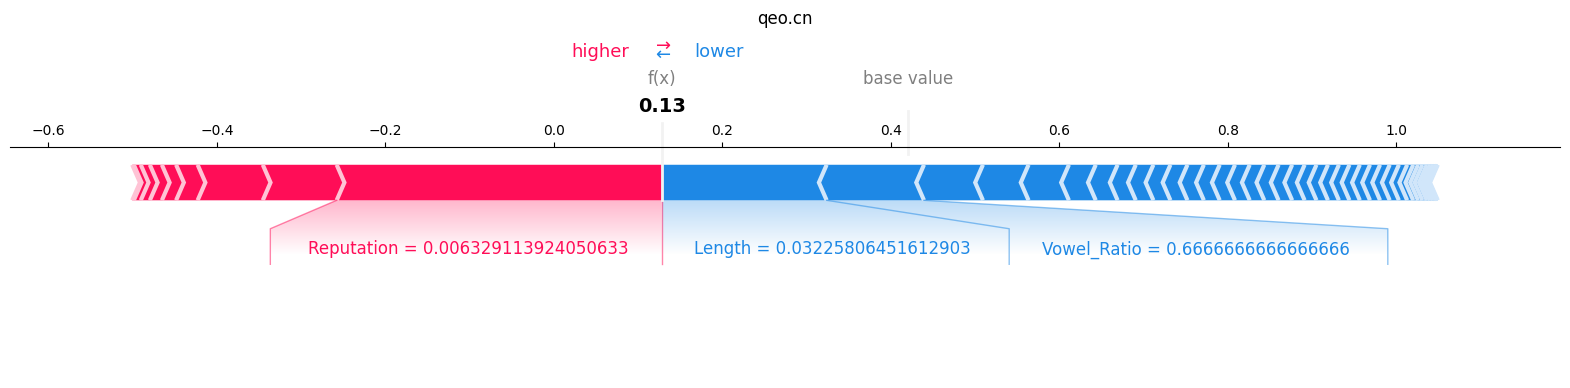 qeo.cn
higher ⇄ lower
f(x) base value
0.13
−0.6 −0.4 −0.2 0.0 0.2 0.4 0.6 0.8 1.0
Reputation = 0.006329113924050633 Length = 0.03225806451612903 Vowel_Ratio = 0.6666666666666666